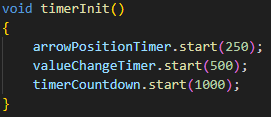 void timerInit()
{
    arrowPositionTimer.start(250);
    valueChangeTimer.start(500);
    timerCountdown.start(1000);
}